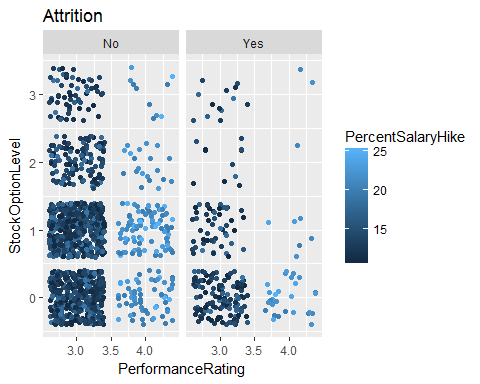 Attrition
No Yes
StockOptionLevel
3
2
1
0
3.0 3.5 4.0 3.0 3.5 4.0
PerformanceRating
PercentSalaryHike
25
20
15